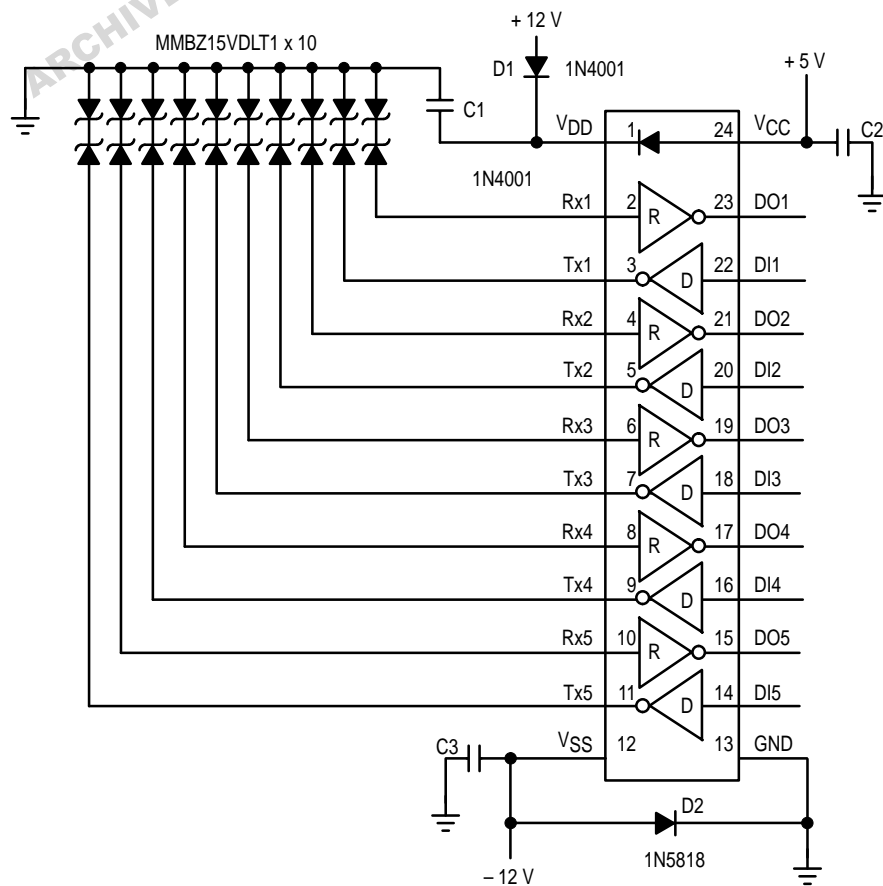 ARCHIVE
MMBZ15VDLT1 x 10
+ 12 V
D1
1N4001
+ 5 V
C1
VDD
1
24
VCC
C2
1N4001
Rx1
2
R
23
DO1
Tx1
3
D
22
DI1
Rx2
4
R
21
DO2
Tx2
5
D
20
DI2
Rx3
6
R
19
DO3
Tx3
7
D
18
DI3
Rx4
8
R
17
DO4
Tx4
9
D
16
DI4
Rx5
10
R
15
DO5
Tx5
11
D
14
DI5
C3
VSS
12
13
GND
D2
1N5818
– 12 V